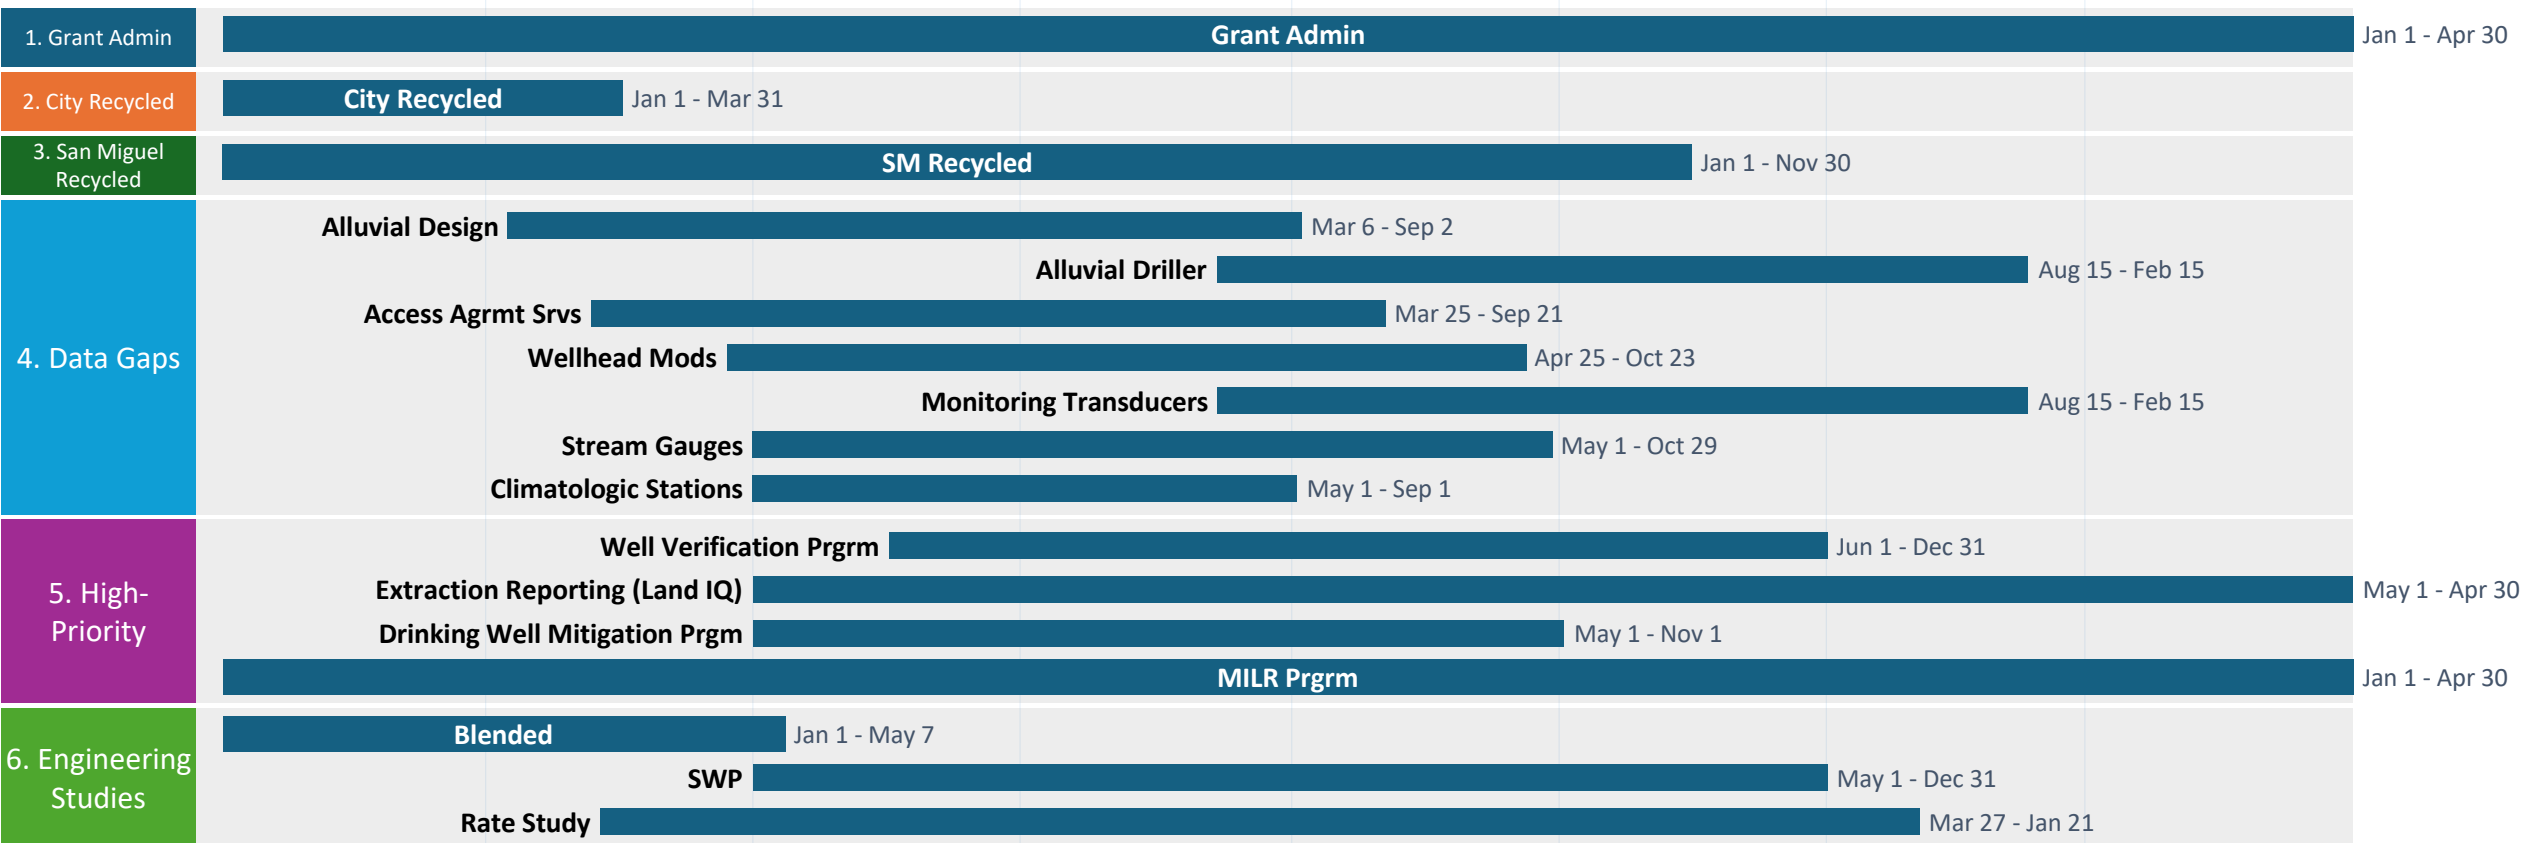 1. Grant Admin
Grant Admin
Jan 1 - Apr 30
2. City Recycled
City Recycled
Jan 1 - Mar 31
3. San Miguel
Recycled
SM Recycled
Jan 1 - Nov 30
4. Data Gaps
Alluvial Design
Mar 6 - Sep 2
Alluvial Driller
Aug 15 - Feb 15
Access Agrmt Srvs
Mar 25 - Sep 21
Wellhead Mods
Apr 25 - Oct 23
Monitoring Transducers
Aug 15 - Feb 15
Stream Gauges
May 1 - Oct 29
Climatologic Stations
May 1 - Sep 1
5. High-
Priority
Well Verification Prgrm
Jun 1 - Dec 31
Extraction Reporting (Land IQ)
May 1 - Apr 30
Drinking Well Mitigation Prgm
May 1 - Nov 1
MILR Prgrm
Jan 1 - Apr 30
6. Engineering
Studies
Blended
Jan 1 - May 7
SWP
May 1 - Dec 31
Rate Study
Mar 27 - Jan 21